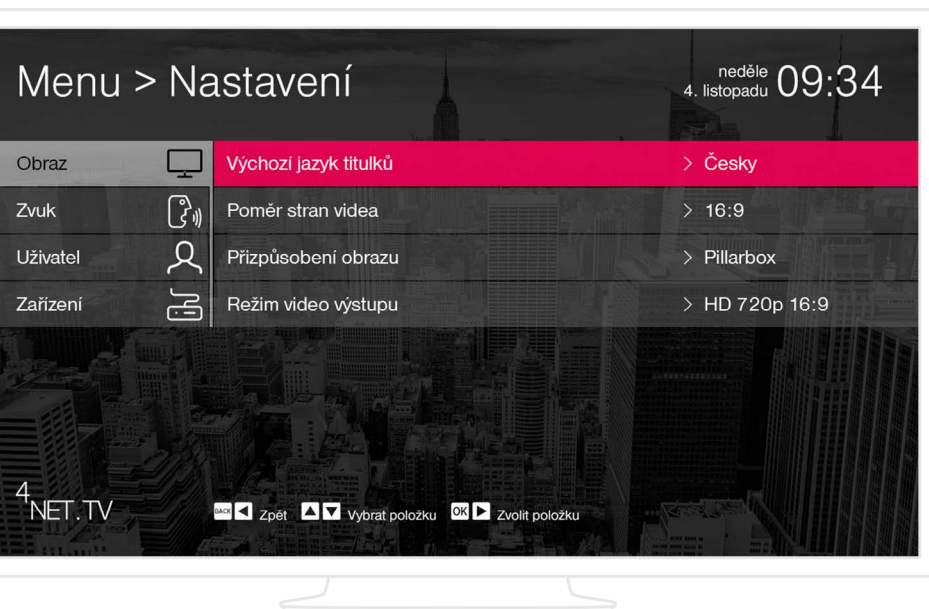 Menu > Nastavení
neděle
4. listopadu 09:34
Obraz
Výchozí jazyk titulků > Česky
Zvuk
Poměr stran videa > 16:9
Uživatel
Přizpůsobení obrazu > Pillarbox
Zařízení
Režim video výstupu > HD 720p 16:9
4NET.TV
BACK Zpět Vybrat položku OK Zvolit položku